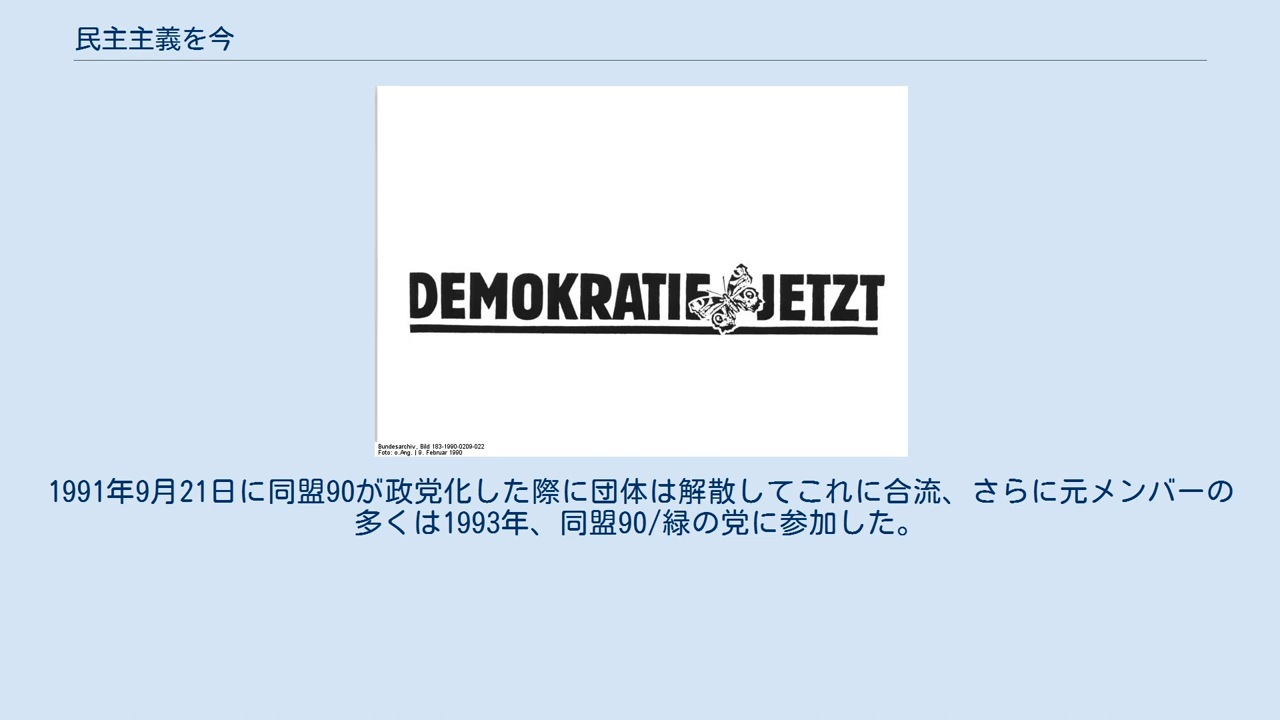 民主主義を今
DEMOKRATIE JETZT
Bundesarchiv, Bild 183-1990-0209-022
Foto: o.Ang. | 9. Februar 1990
1991年9月21日に同盟90が政党化した際に団体は解散してこれに合流、さらに元メンバーの
多くは1993年、同盟90/緑の党に参加した。